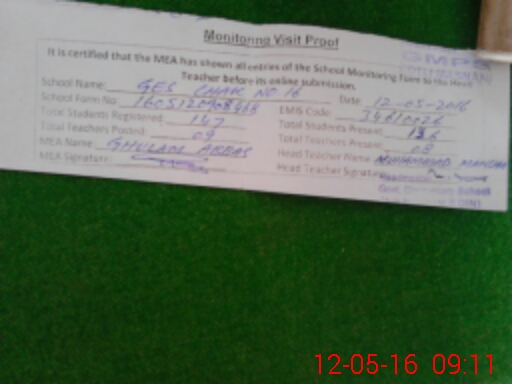 Monitoring Visit Proof
It is certified that the MEA has shown all entries of the School Monitoring form to the Head
Teacher before its online submission.
School Name: GES CHAK NO 16 Date: 12-05-2016
School Form No EMIS Code:
Total Students Registered: 147 Total Students Present: 136
Total Teachers Posted: 09 Total Teachers Present: 08
MEA Name: GHULAM ABBAS Head Teacher Name MUHAMMAD
MEA Signature: Head Teacher Signature
12-05-16 09:11